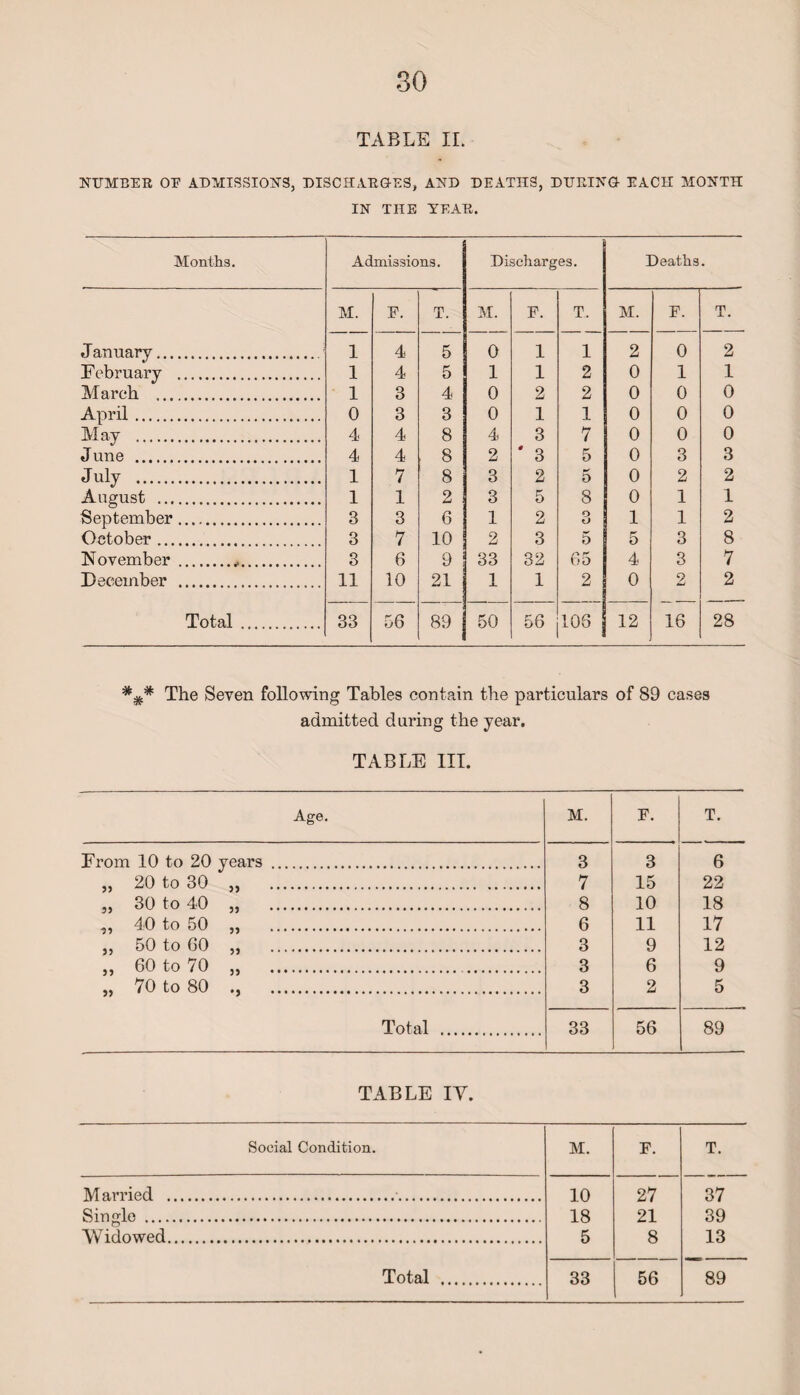 30
TABLE II.
NUMBER OF ADMISSIONS, DISCHARGES, AND DEATHS, DURING EACH MONTH
IN THE YEAR.
Months. Admissions. Discharges. Deaths.
M. F. T. M. F. T. M. F. T.
January 1 4 5 0 1 1 2 0 2
February 1 4 5 1 1 2 0 1 1
March 1 3 4 0 2 2 0 0 0
April 0 3 3 0 1 1 0 0 0
May 4 4 8 4 3 7 0 0 0
June 4 4 8 2 3 5 0 3 3
July 1 7 8 3 2 5 0 2 2
August 1 1 2 3 5 8 0 1 1
September 3 3 6 1 2 3 1 1 2
October 3 7 10 2 3 5 5 3 8
November 3 6 9 33 32 65 4 3 7
December 11 10 21 1 1 2 0 2 2
Total 33 56 89 50 56 106 12 16 28
*** The Seven following Tables contain the particulars of 89 cases
admitted during the year.
TABLE III.
Age. M. F. T.
From 10 to 20 years 3 3 6
„ 20 to 30 „ 7 15 22
„ 30 to 40 „ 8 10 18
„ 40 to 50 „ 6 11 17
„ 50 to 60 „ 3 9 12
„ 60 to 70 „ 3 6 9
„ 70 to 80 „ 3 2 5
Total 33 56 89
TABLE IV.
Social Condition. M. F. T.
Married 10 27 37
Single 18 21 39
Widowed 5 8 13
Total 33 56 89